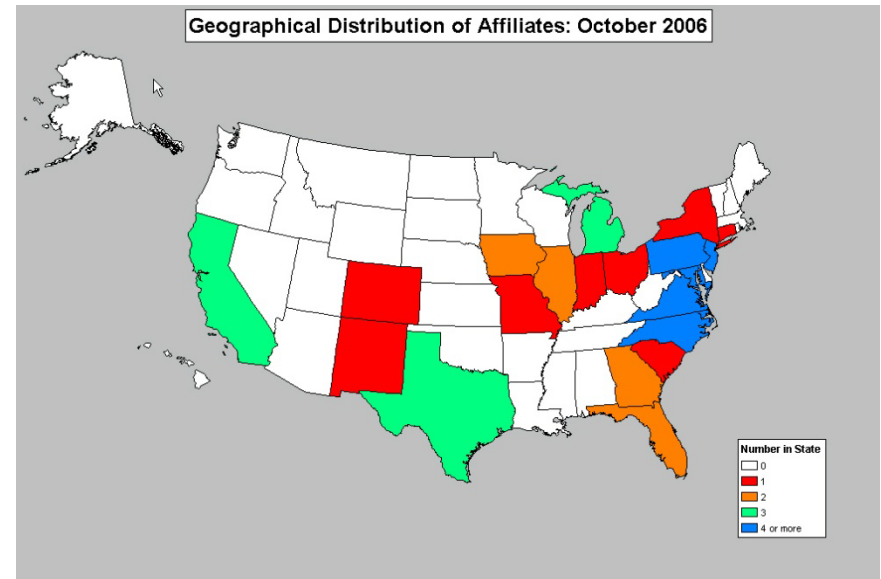 Geographical Distribution of Affiliates: October 2006
Number in State
0
1
2
3
4 or more